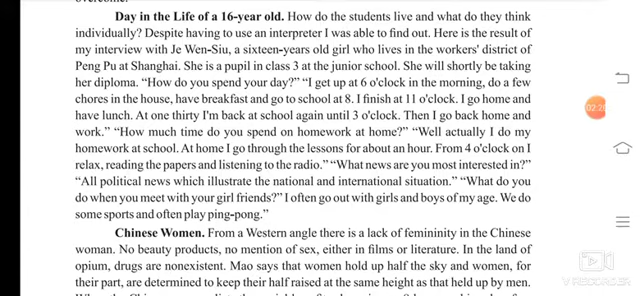 Day in the Life of a 16-year old. How do the students live and what do they think
individually? Despite having to use an interpreter I was able to find out. Here is the result of
my interview with Je Wen-Siu, a sixteen-years old girl who lives in the workers' district of
Peng Pu at Shanghai. She is a pupil in class 3 at the junior school. She will shortly be taking
her diploma. “How do you spend your day?” “I get up at 6 o'clock in the morning, do a few
chores in the house, have breakfast and go to school at 8. I finish at 11 o'clock. I go home and
have lunch. At one thirty I'm back at school again until 3 o'clock. Then I go back home and
work.” “How much time do you spend on homework at home?” “Well actually I do my
homework at school. At home I go through the lessons for about an hour. From 4 o'clock on I
relax, reading the papers and listening to the radio.” “What news are you most interested in?”
“All political news which illustrate the national and international situation.” “What do you
do when you meet with your girl friends?” I often go out with girls and boys of my age. We do
some sports and often play ping-pong.”
Chinese Women. From a Western angle there is a lack of femininity in the Chinese
woman. No beauty products, no mention of sex, either in films or literature. In the land of
opium, drugs are nonexistent. Mao says that women hold up half the sky and women, for
their part, are determined to keep their half raised at the same height as that held up by men.